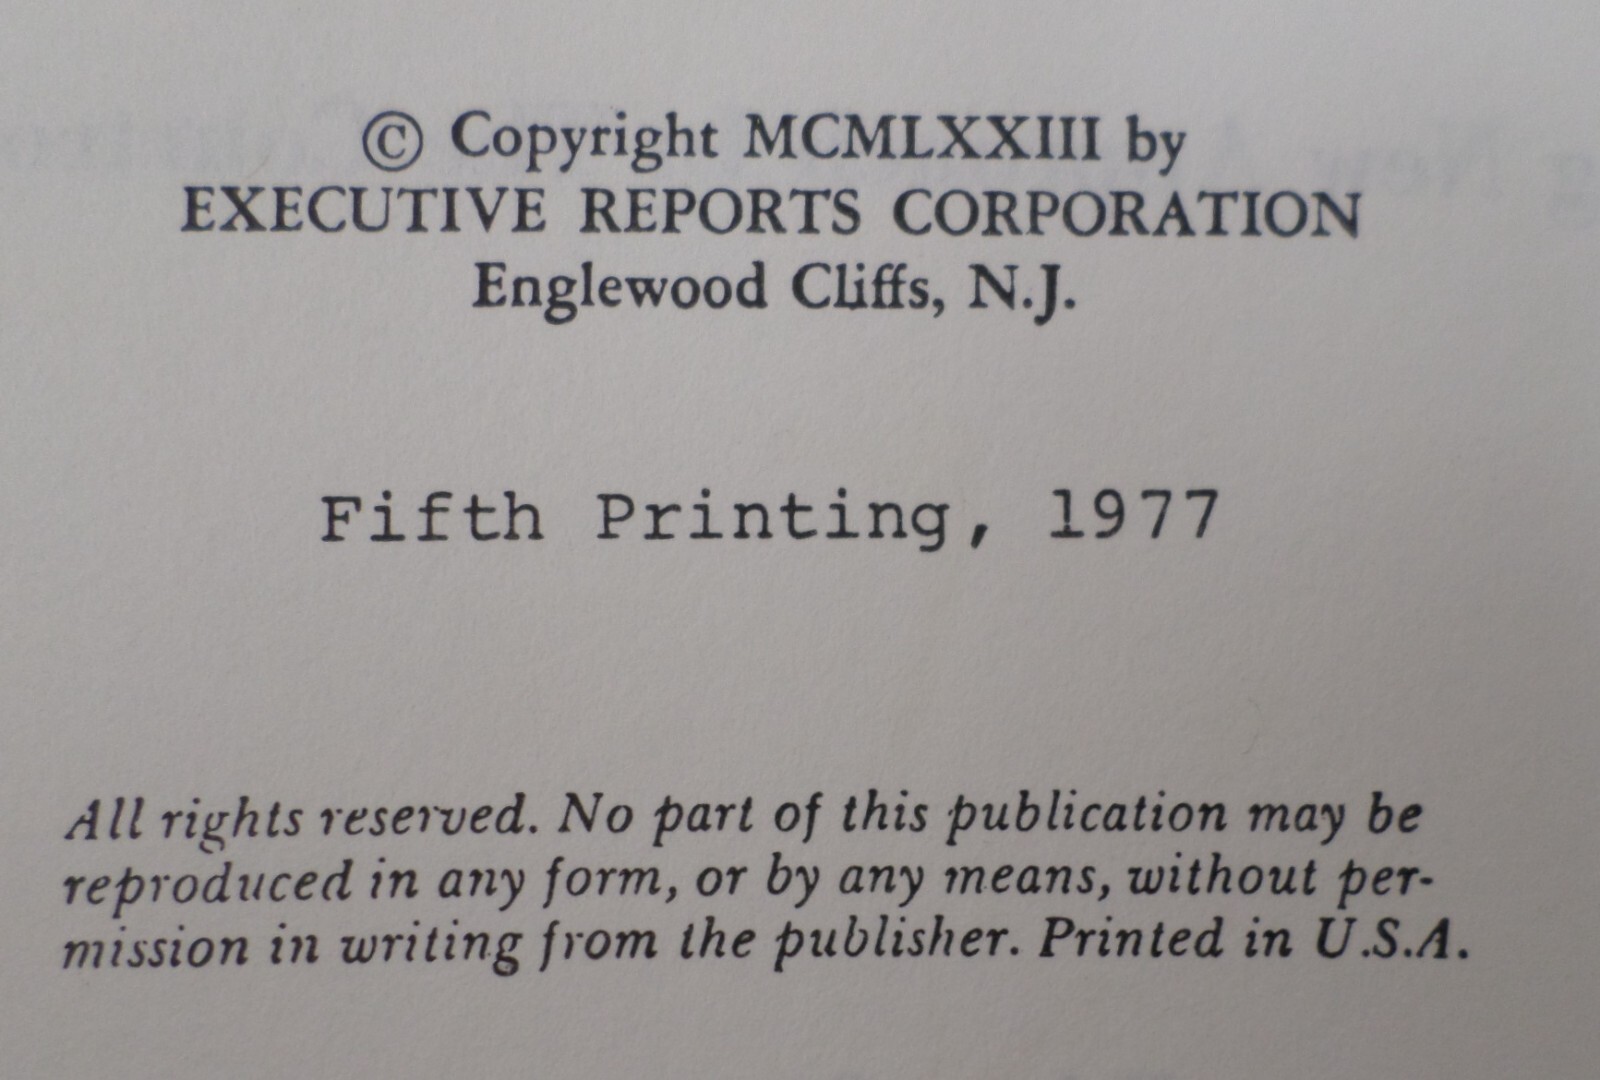 © Copyright MCMLXXIII by
EXECUTIVE REPORTS CORPORATION
Englewood Cliffs, N.J.
Fifth Printing, 1977
All rights reserved. No part of this publication may be
reproduced in any form, or by any means, without per-
mission in writing from the publisher. Printed in U.S.A.